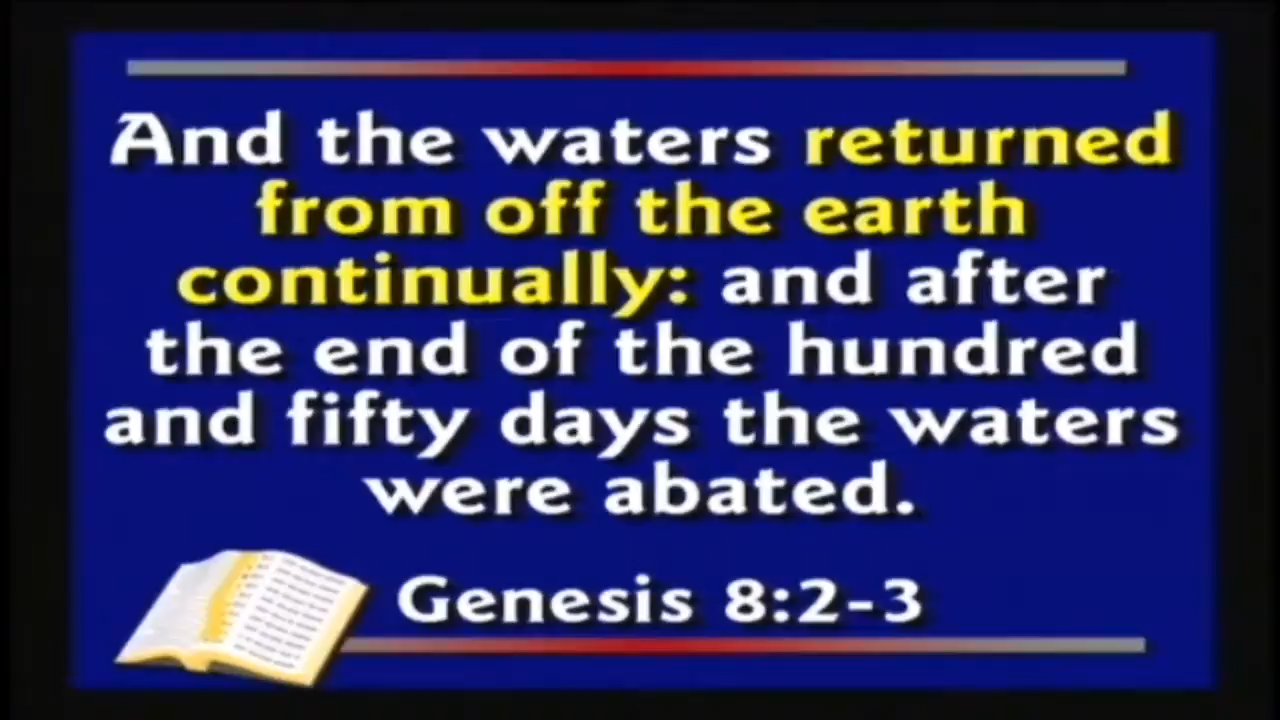 And the waters returned
from off the earth
continually: and after
the end of the hundred
and fifty days the waters
were abated.
Genesis 8:2-3